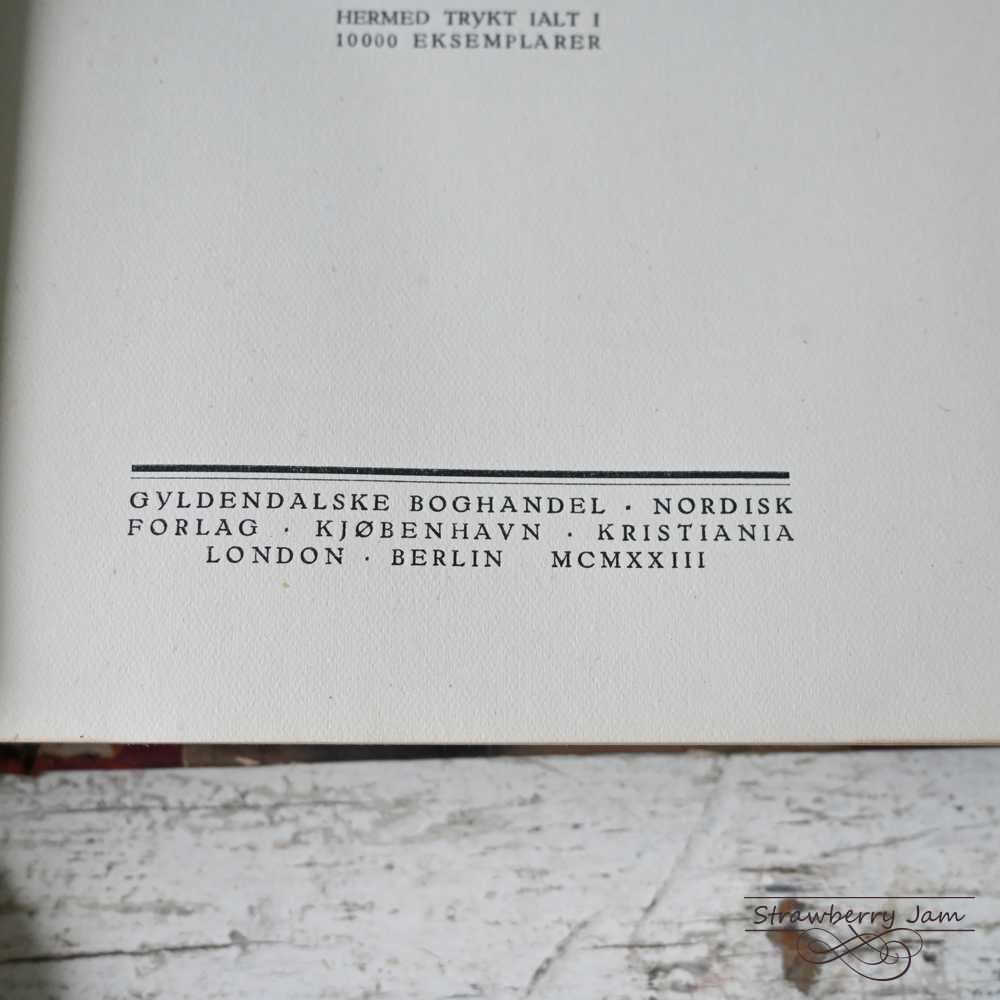 HERMED TRYKT IALT I
10000 EKSEMPLARER
GYLDENDALSKE BOGHANDEL · NORDISK
FORLAG · KJØBENHAVN · KRISTIANIA
LONDON · BERLIN MCMXXIII
Strawberry Jam